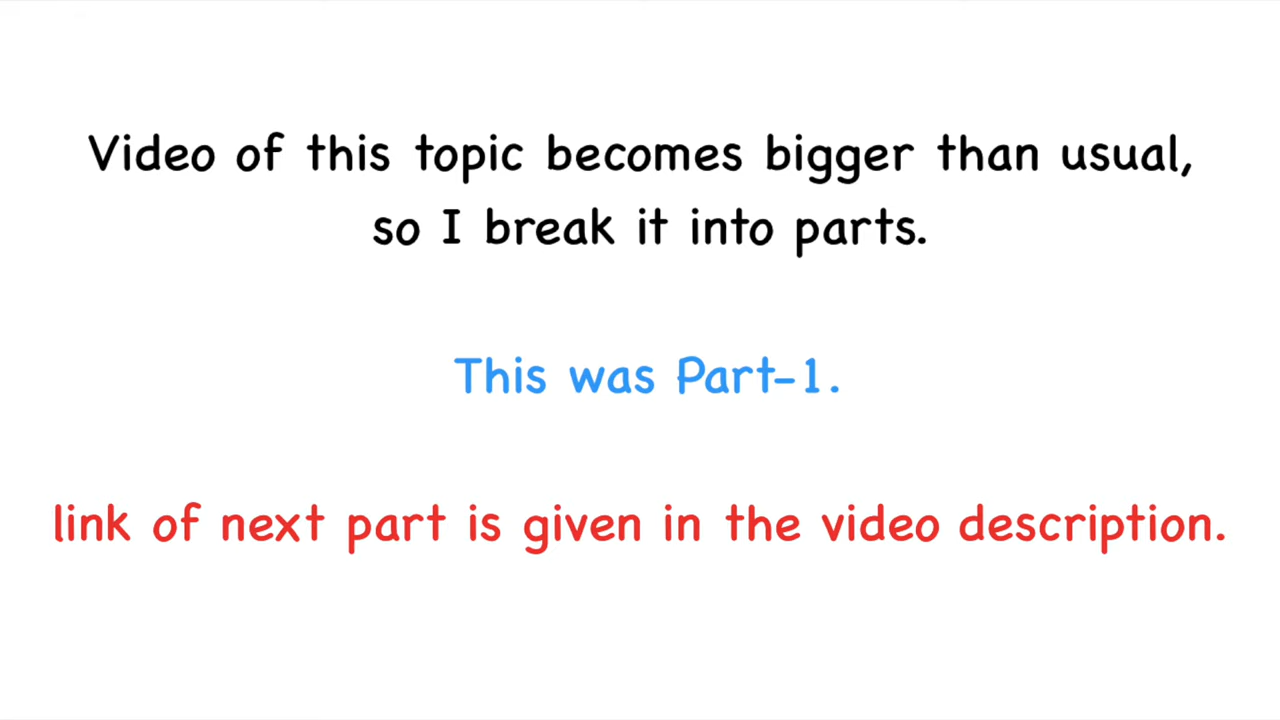 Video of this topic becomes bigger than usual,
so I break it into parts.
This was Part-1.
link of next part is given in the video description.